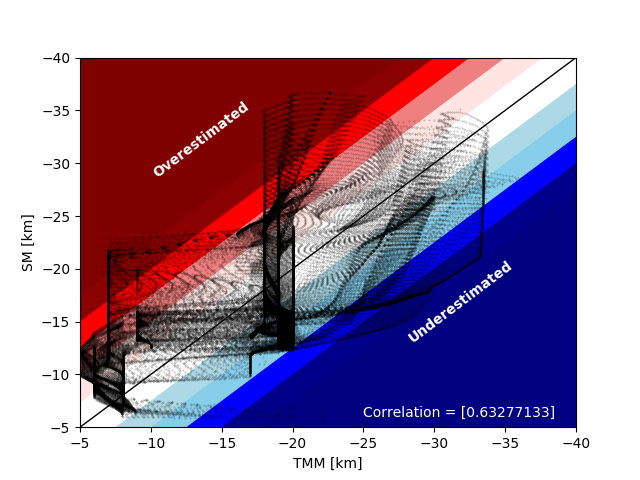 −40
−35
−30
−25
−20
−15
−10
−5
SM [km]
Overestimated
Underestimated
Correlation = [0.63277133]
−5 −10 −15 −20 −25 −30 −35 −40
TMM [km]